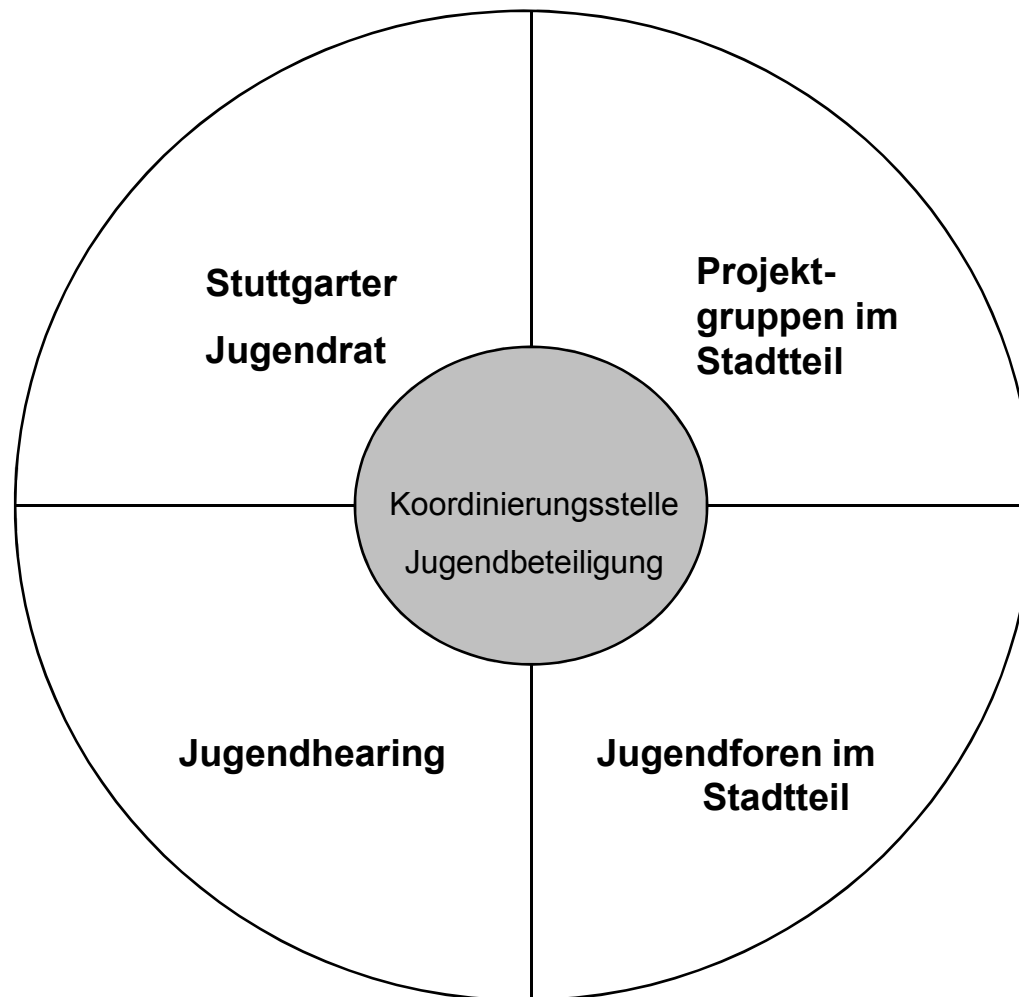 Stuttgarter
Jugendrat
Projekt-
gruppen im
Stadtteil
Koordinierungsstelle
Jugendbeteiligung
Jugendhearing
Jugendforen im
Stadtteil